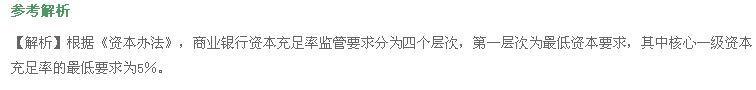 参考解析
【解析】根据《资本办法》，商业银行资本充足率监管要求分为四个层次，第一层次为最低资本要求，其中核心一级资本
充足率的最低要求为5％。